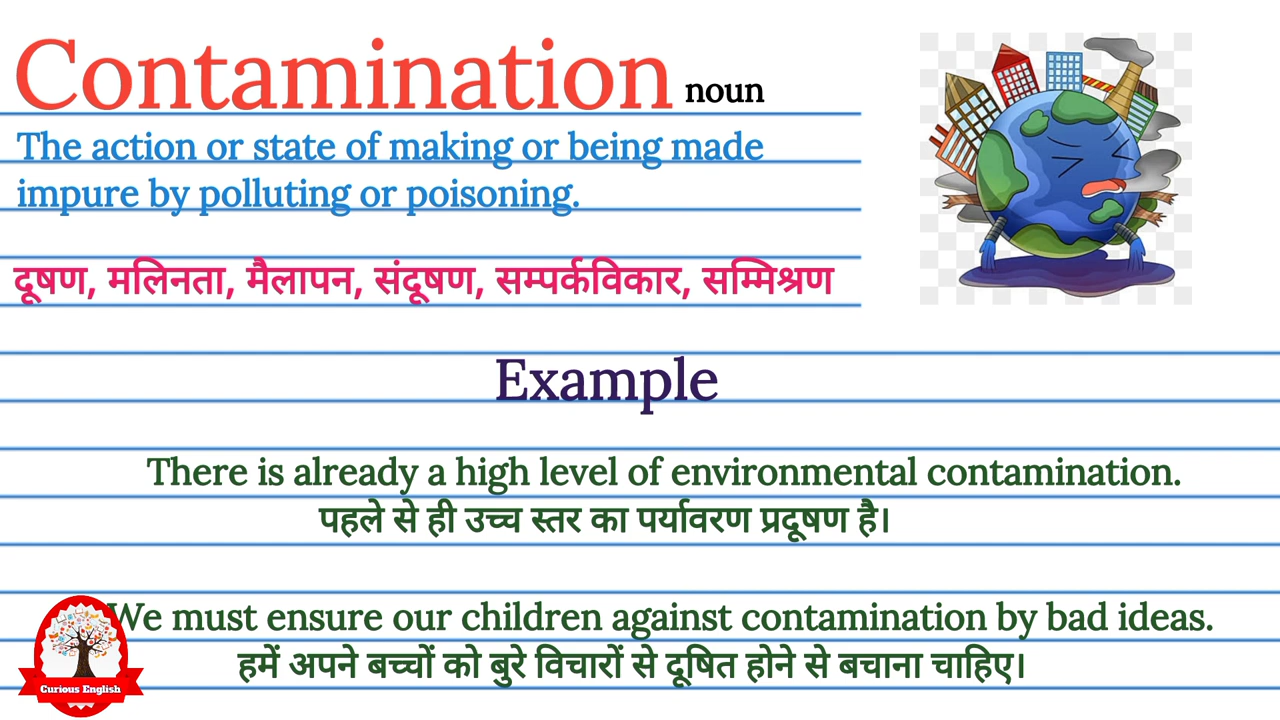 Contamination noun
The action or state of making or being made
impure by polluting or poisoning.
दूषण, मलिनता, मैलापन, संदूषण, सम्पर्कविकार, सम्मिश्रण
Example
There is already a high level of environmental contamination.
पहले से ही उच्च स्तर का पर्यावरण प्रदूषण है।
We must ensure our children against contamination by bad ideas.
हमें अपने बच्चों को बुरे विचारों से दूषित होने से बचाना चाहिए।
Curious English